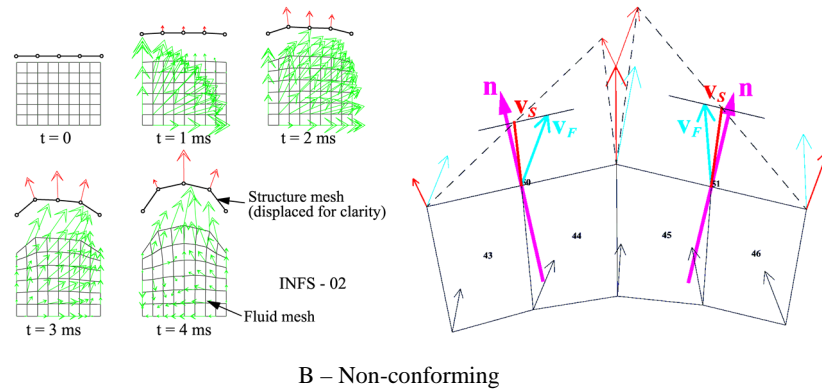 t = 0
t = 1 ms
t = 2 ms
t = 3 ms
t = 4 ms
Structure mesh
(displaced for clarity)
INFS - 02
Fluid mesh
n
v_S
v_F
n
v_S
v_F
50
51
43
44
45
46
B – Non-conforming